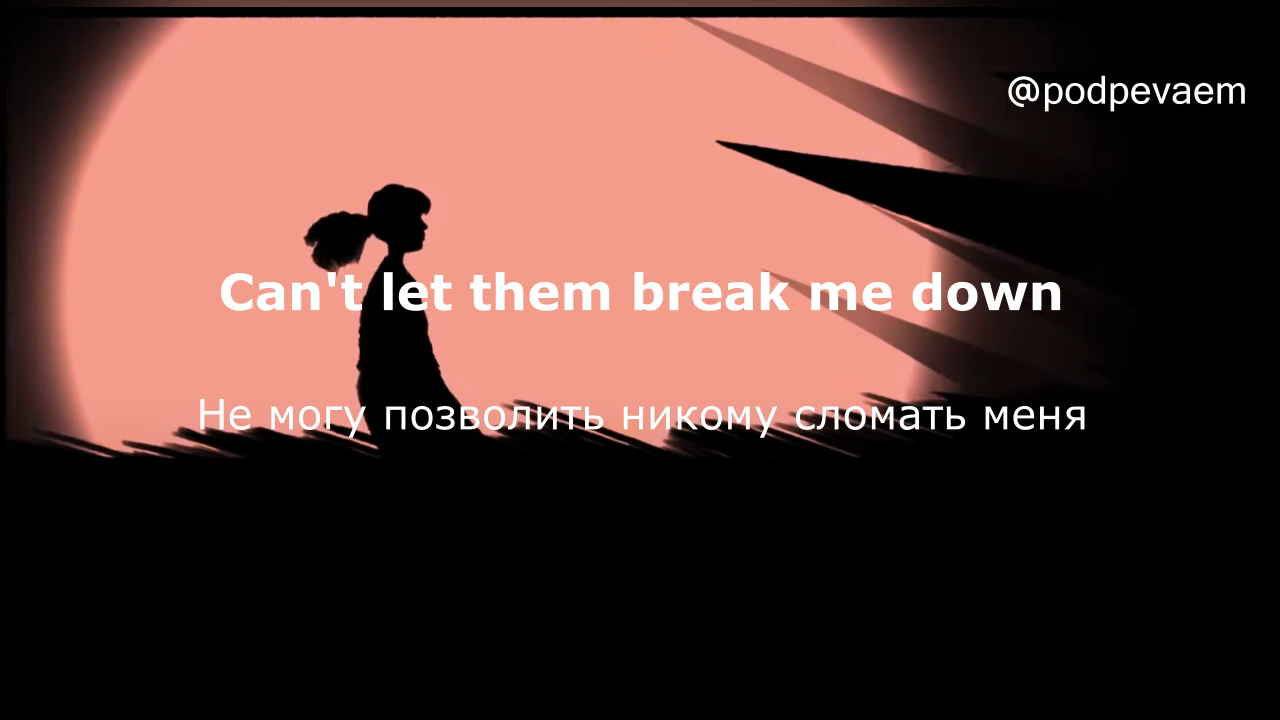 @podpevaem
Can't let them break me down
Не могу позволить никому сломать меня